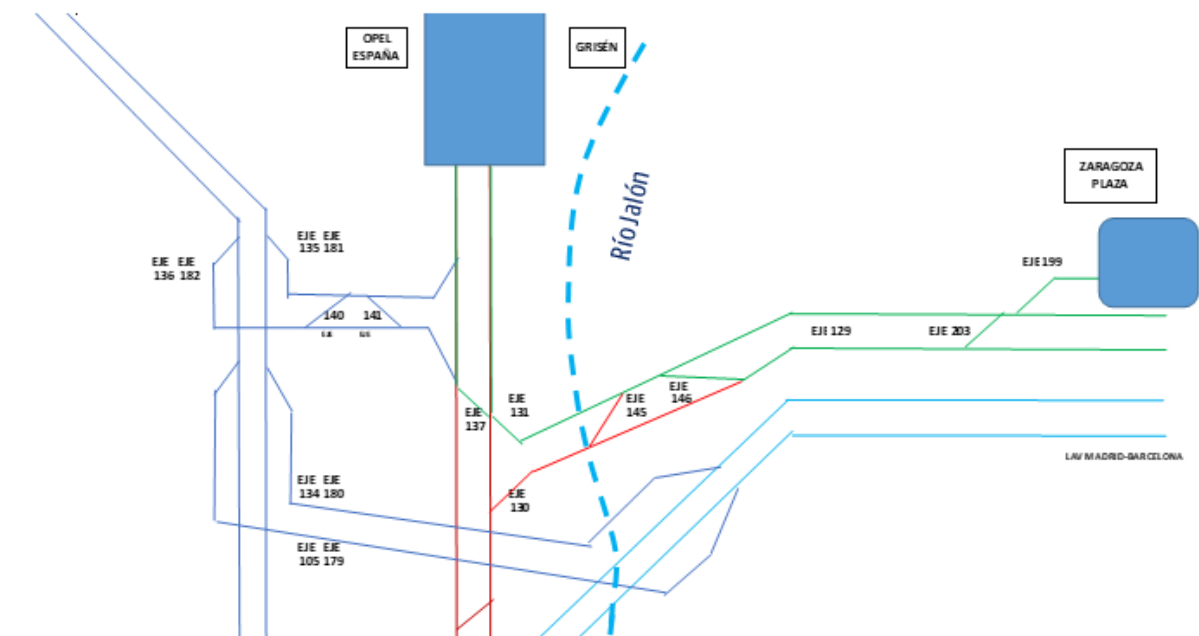 OPEL
ESPAÑA
GRISÉN
Río Jalón
ZARAGOZA
PLAZA
EJE EJE
135 181
EJE EJE
136 182
EJE 199
140 141
EJE EJE
EJE 129
EJE 203
EJE
131
EJE
137
EJE
145
EJE
146
LAV MADRID-BARCELONA
EJE EJE
134 180
EJE
130
EJE EJE
105 179